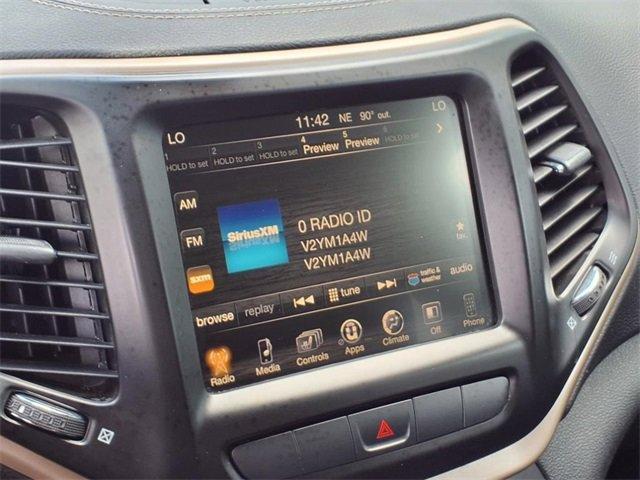 LO 11:42 NE 90° out. LO
1 2 3 4 5 6
HOLD to set HOLD to set HOLD to set Preview Preview HOLD to set
AM
FM
sxm
SiriusXM
0 RADIO ID
V2YM1A4W
V2YM1A4W
fav.
browse replay tune traffic & weather audio
Radio Media Controls Apps Climate Off Phone